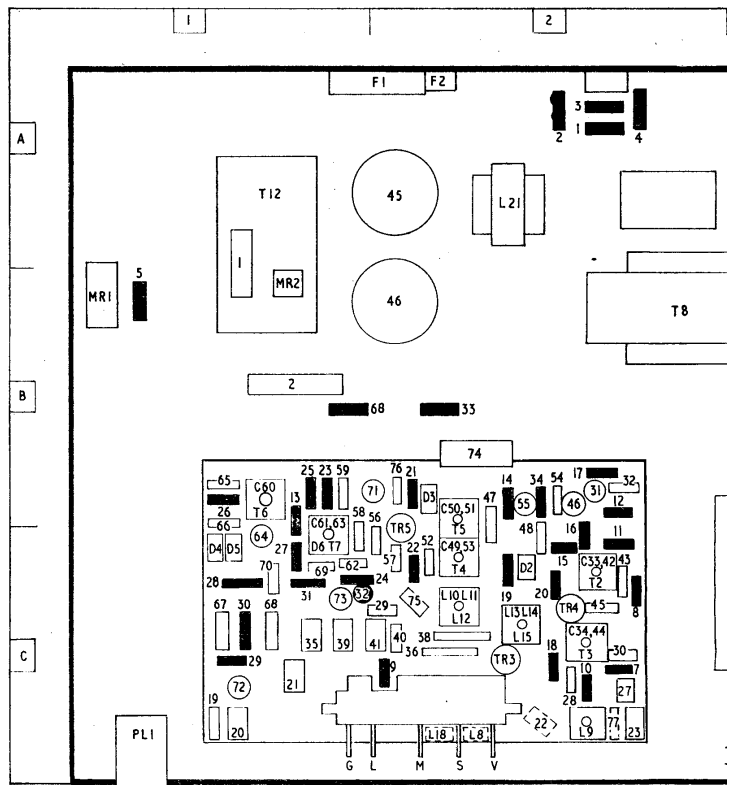 1 2
F1 F2
3
A 1
2 4
T12 45 L21
1
5 MR1 MR2 46 T8
2
B
68 33
74
65 25 23 59 76 21 14 34 54 17 32
C60 71 D3 55 46 31
26 T6 13 C50,51 47 12
66 64 C61,63 58 56 TR5 T5 48 16 11
D4 D5 27 D6 T7 57 22 52 C49,53 D2 15 C33,42 43
T4 T2
28 70 69 62 24 20 8
31 73 32 29 75 L10 L11 19 L13 L14 TR4 45
L12 L15
67 30 68 35 39 41 40 38 C34,44
T3 30
C 29 36 TR3 18 10 7
72 21 9 28 27
19 20 22 L9 77 23
PL1 L18 L8
G L M S V